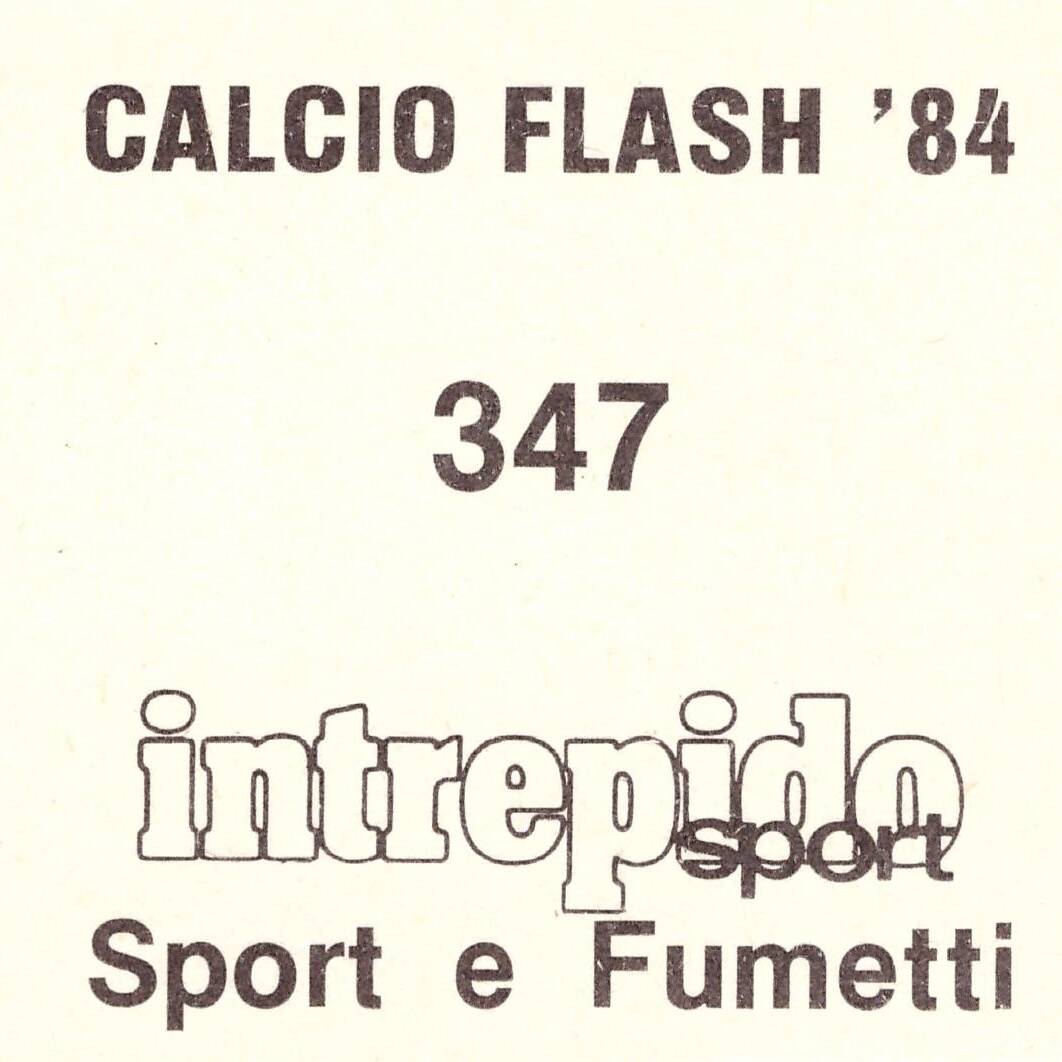 CALCIO FLASH '84
347
intrepido
sport
Sport e Fumetti